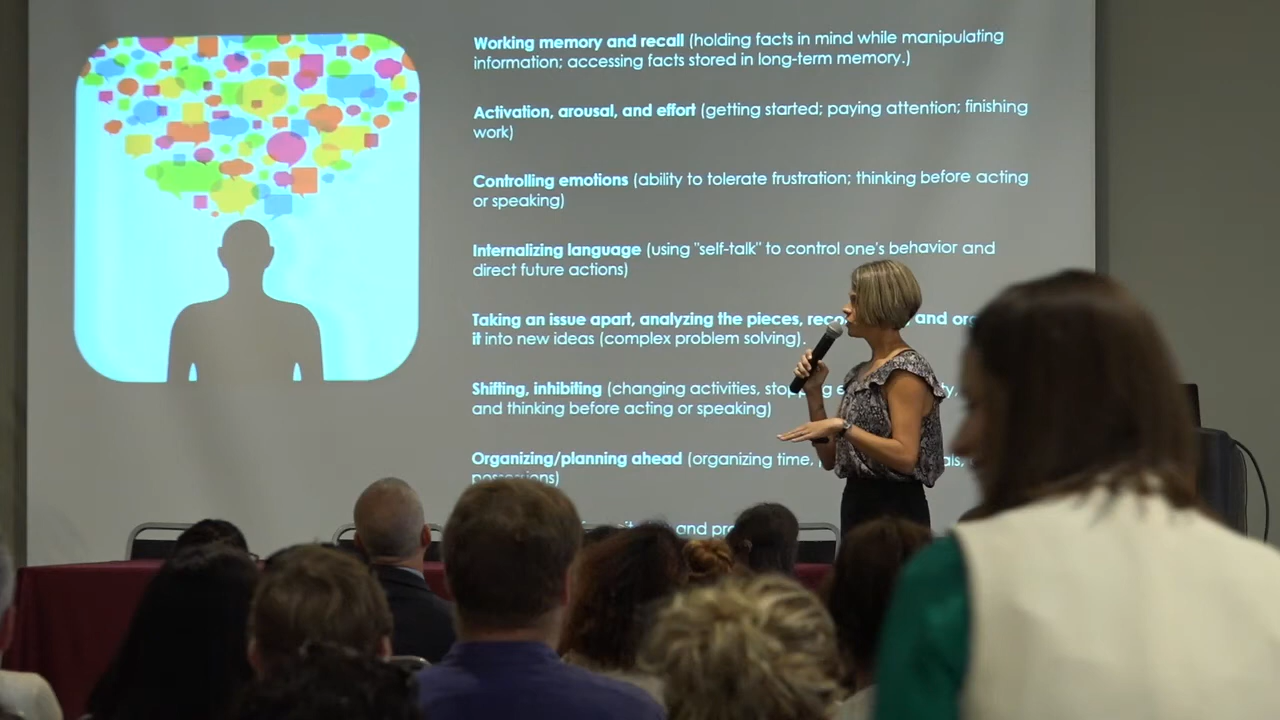 Working memory and recall (holding facts in mind while manipulating
information; accessing facts stored in long-term memory.)
Activation, arousal, and effort (getting started; paying attention; finishing
work)
Controlling emotions (ability to tolerate frustration; thinking before acting
or speaking)
Internalizing language (using "self-talk" to control one's behavior and
direct future actions)
Taking an issue apart, analyzing the pieces, and
it into new ideas (complex problem solving).
Shifting, inhibiting (changing activities,
and thinking before acting or speaking)
Organizing/planning ahead (organizing time,
possessions)
and